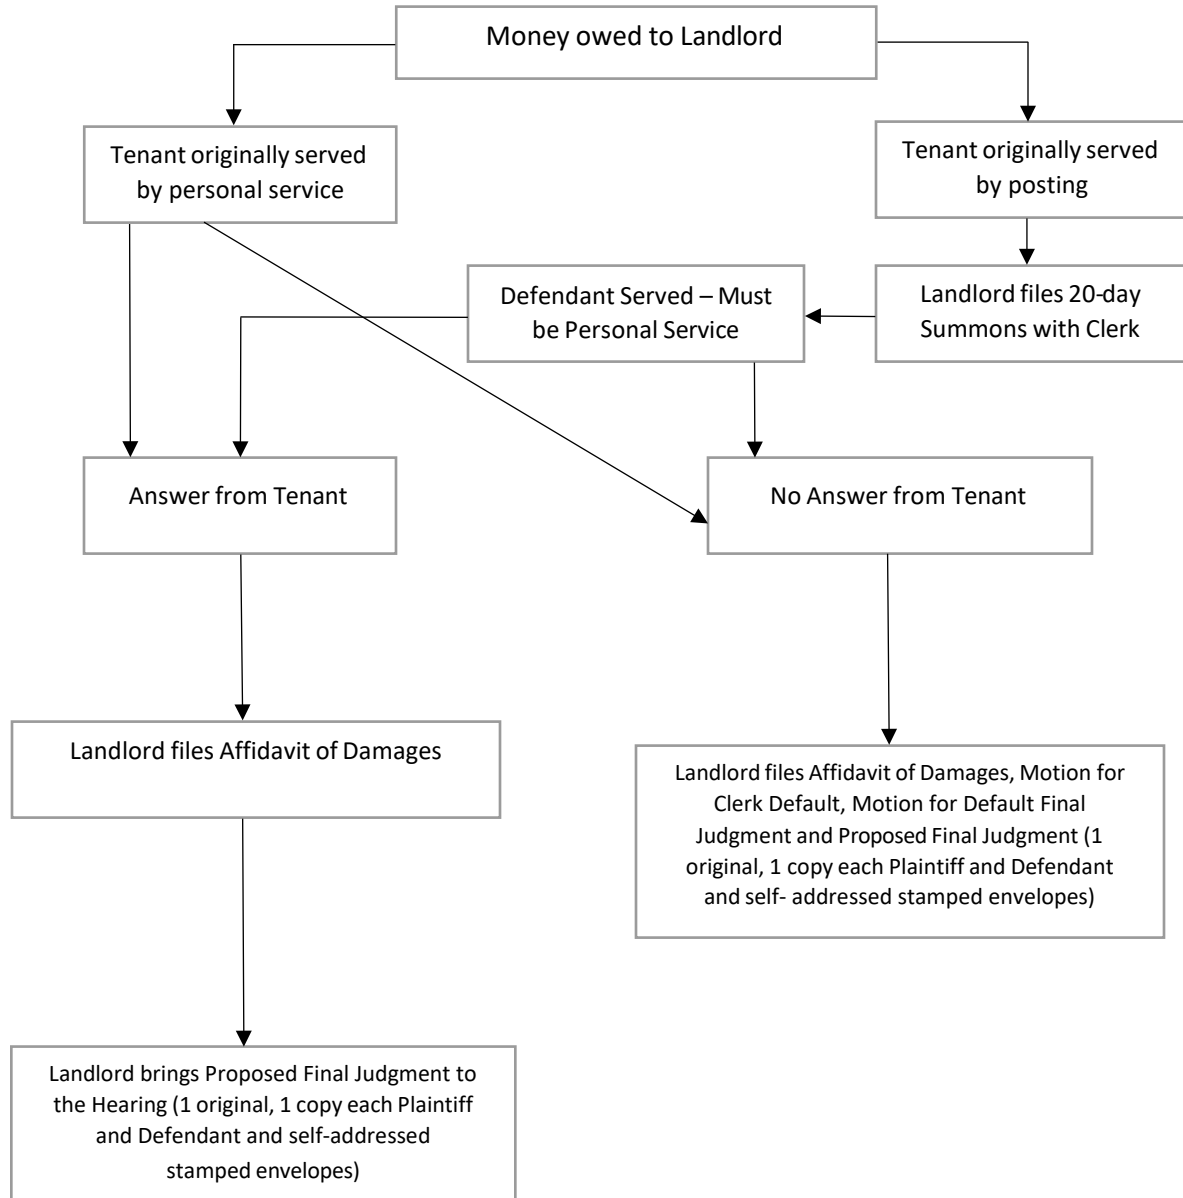 Money owed to Landlord
Tenant originally served
by personal service
Tenant originally served
by posting
Defendant Served – Must
be Personal Service
Landlord files 20-day
Summons with Clerk
Answer from Tenant
No Answer from Tenant
Landlord files Affidavit of Damages
Landlord files Affidavit of Damages, Motion for
Clerk Default, Motion for Default Final
Judgment and Proposed Final Judgment (1
original, 1 copy each Plaintiff and Defendant
and self- addressed stamped envelopes)
Landlord brings Proposed Final Judgment to
the Hearing (1 original, 1 copy each Plaintiff
and Defendant and self-addressed
stamped envelopes)